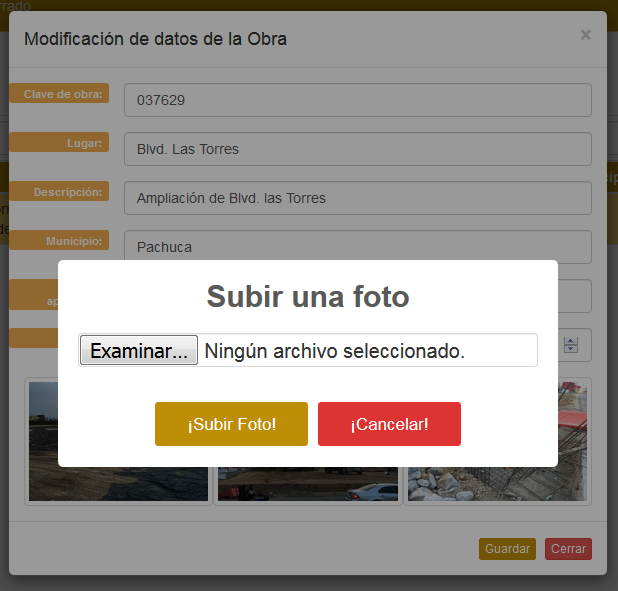 rrado
Modificación de datos de la Obra
×
Clave de obra:
037629
Lugar:
Blvd. Las Torres
Descripción:
Ampliación de Blvd. las Torres
Municipio:
Pachuca
Subir una foto
Examinar... Ningún archivo seleccionado.
¡Subir Foto! ¡Cancelar!
Guardar Cerrar